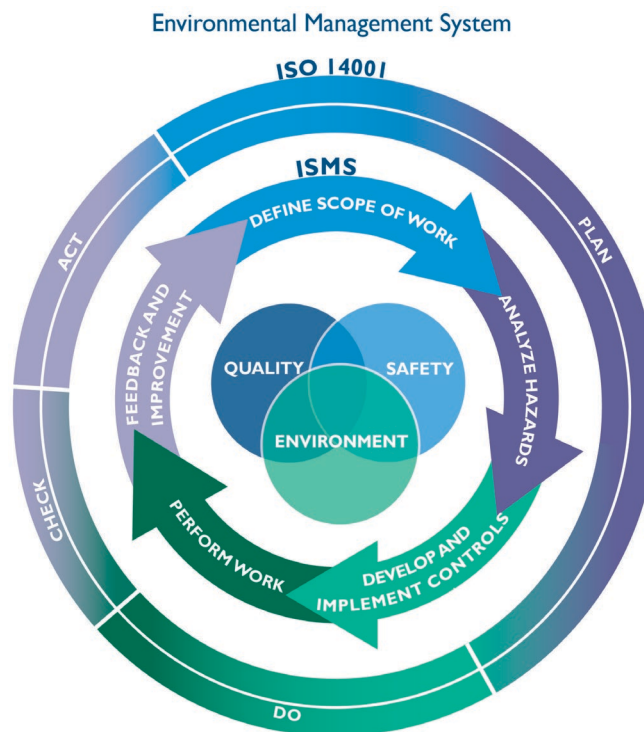 Environmental Management System
ISO 14001
ISMS
DEFINE SCOPE OF WORK
PLAN
ACT
ANALYZE HAZARDS
FEEDBACK AND
IMPROVEMENT
QUALITY
SAFETY
ENVIRONMENT
CHECK
PERFORM WORK
DEVELOP AND
IMPLEMENT CONTROLS
DO